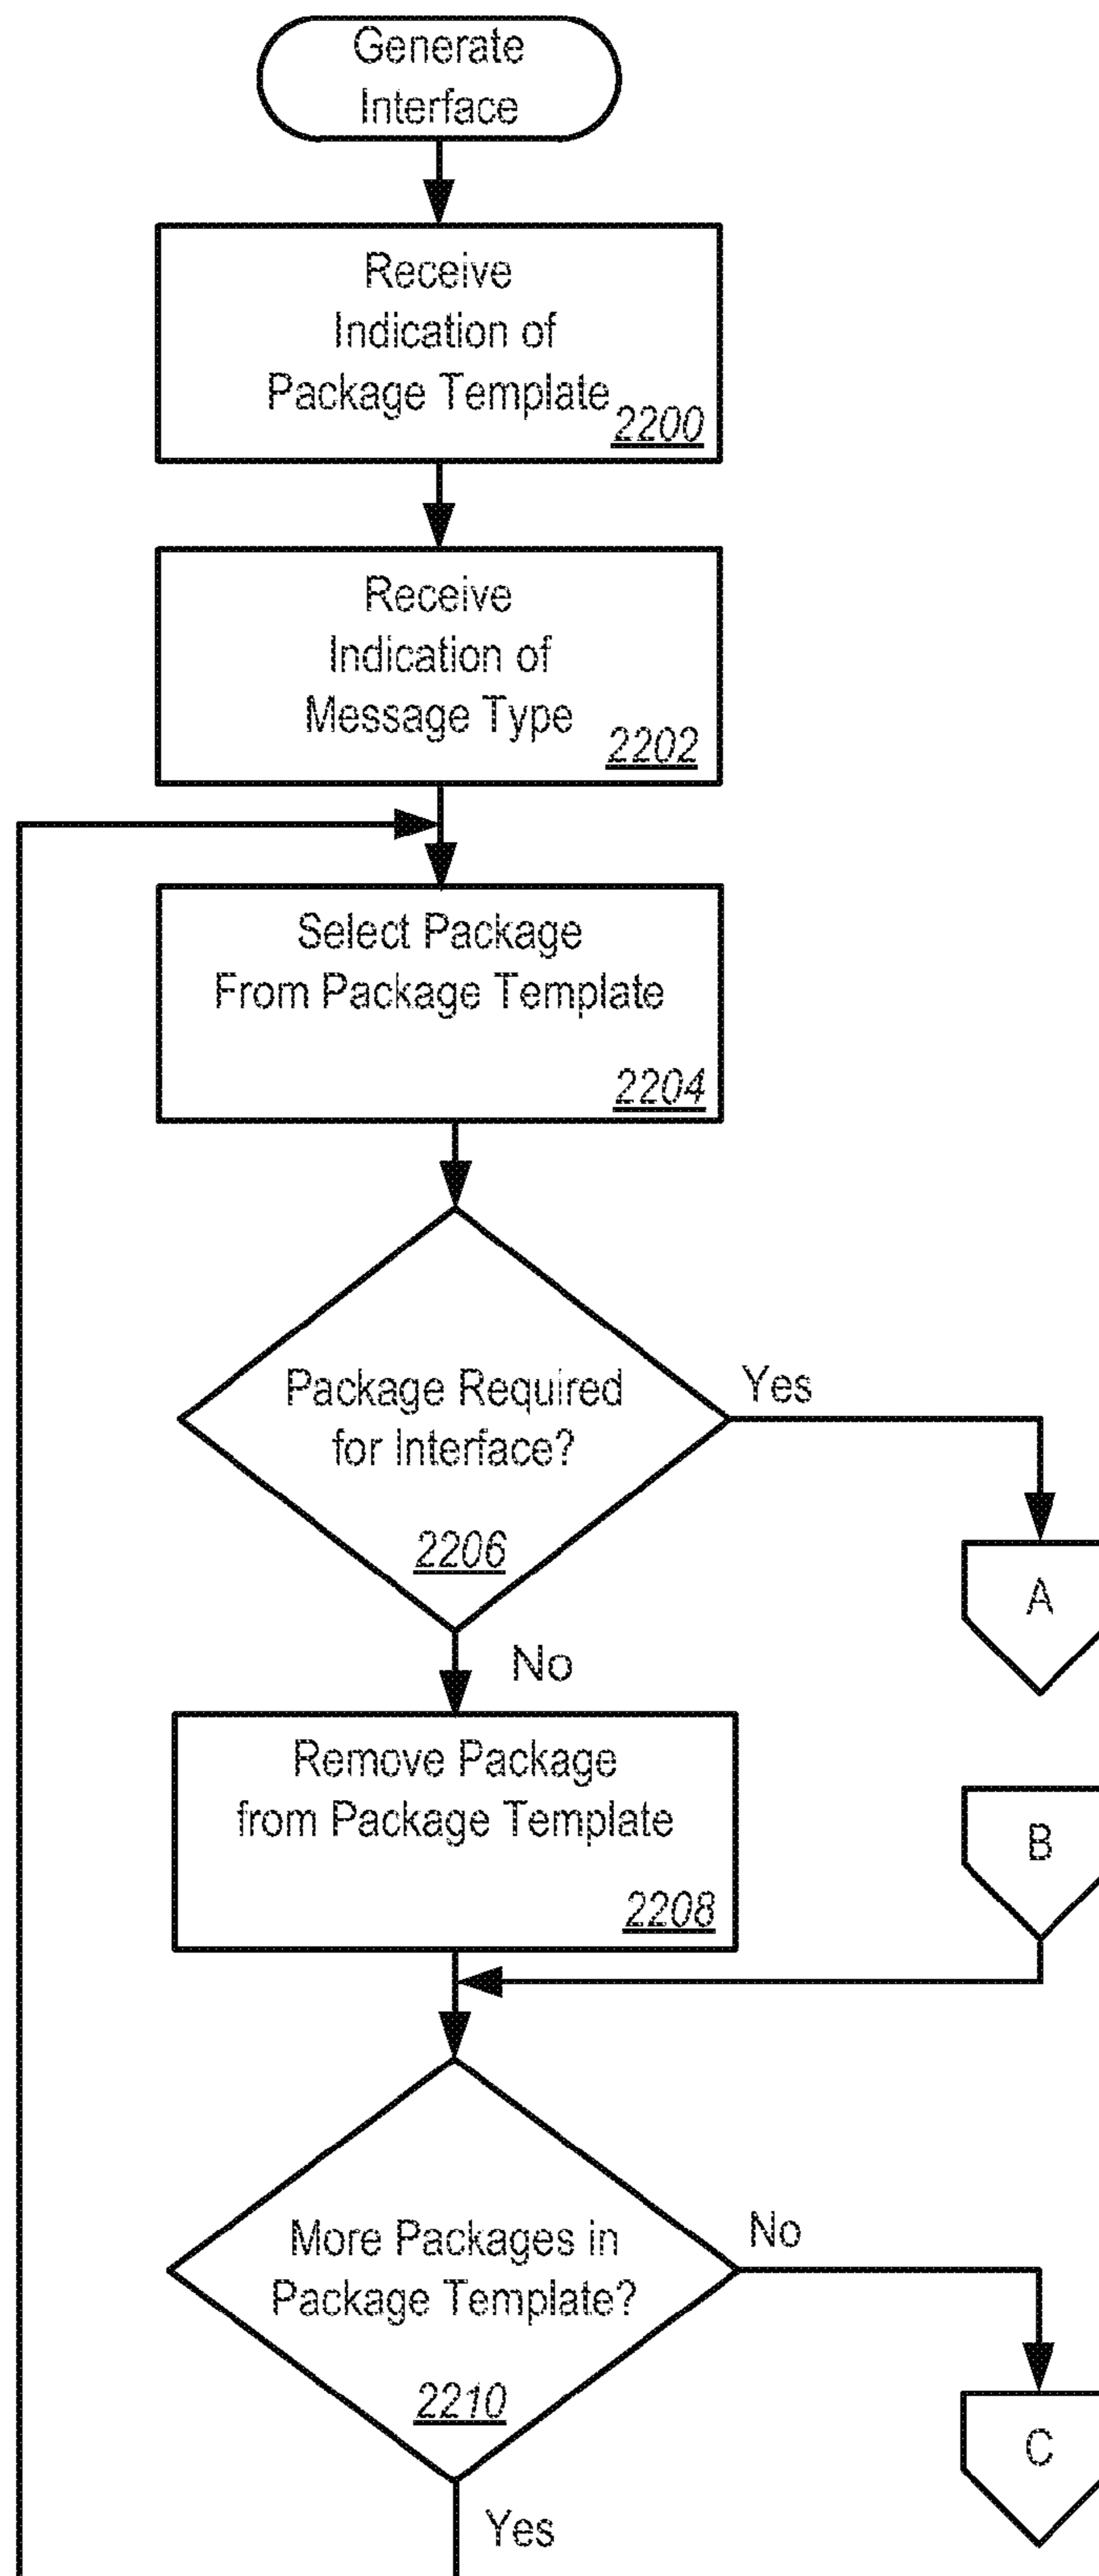 Generate
Interface
Receive
Indication of
Package Template
2200
Receive
Indication of
Message Type
2202
Select Package
From Package Template
2204
Package Required
for Interface?
2206
Yes
A
No
Remove Package
from Package Template
2208
B
More Packages in
Package Template?
2210
No
C
Yes